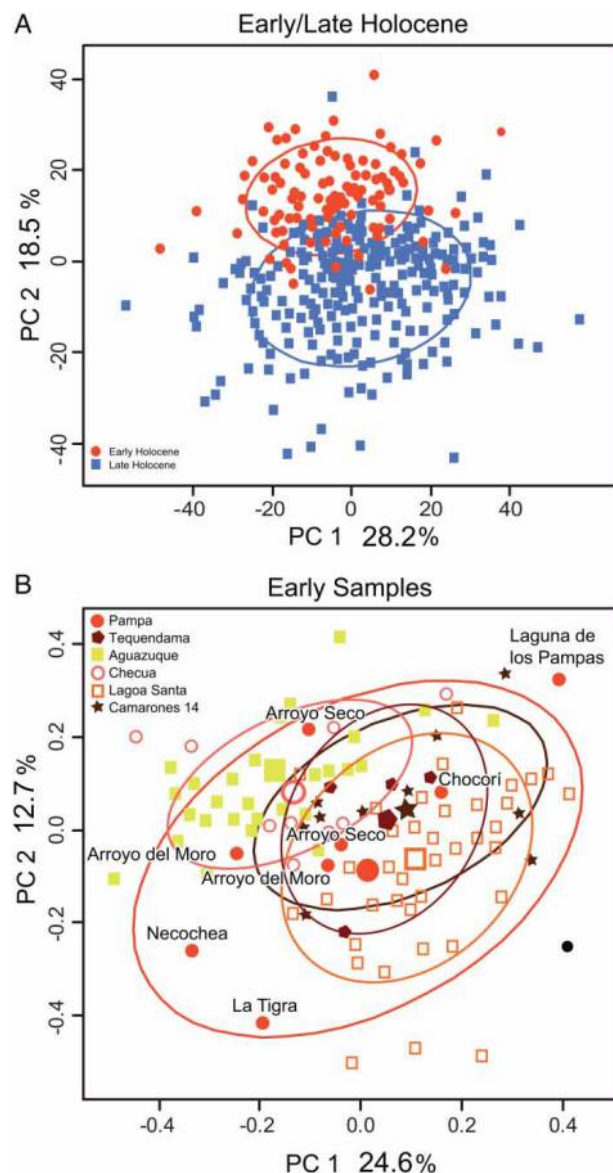 A
Early/Late Holocene
40
20
0
-20
-40
PC 2 18.5 %
Early Holocene
Late Holocene
-40 -20 0 20 40
PC 1 28.2%
B
Early Samples
Pampa
Tequendama
Aguazuque
Checua
Lagoa Santa
Camarones 14
Laguna de
los Pampas
Arroyo Seco
Chocorí
Arroyo Seco
Arroyo del Moro
Arroyo del Moro
Necochea
La Tigra
0.4
0.2
0.0
-0.2
-0.4
PC 2 12.7 %
-0.4 -0.2 0.0 0.2 0.4
PC 1 24.6%